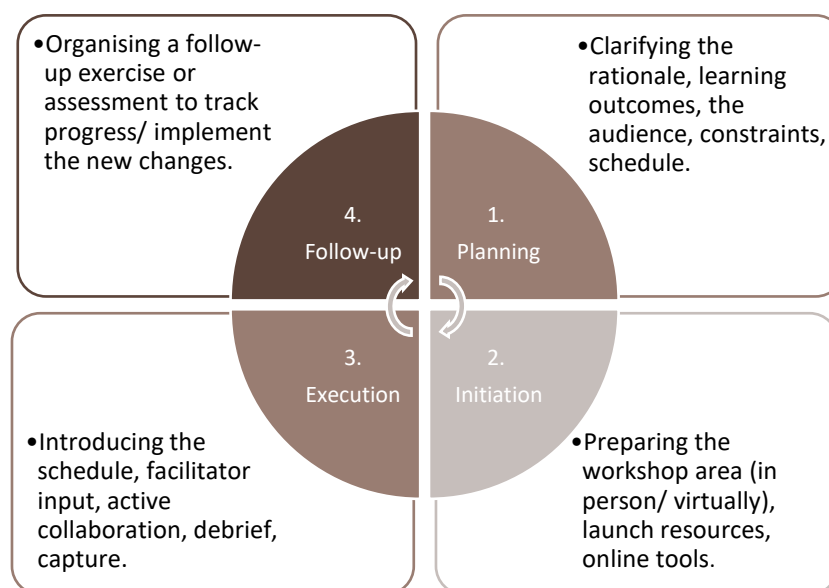 •Organising a follow-
up exercise or
assessment to track
progress/ implement
the new changes.
•Clarifying the
rationale, learning
outcomes, the
audience, constraints,
schedule.
4.
Follow-up
1.
Planning
3.
Execution
2.
Initiation
•Introducing the
schedule, facilitator
input, active
collaboration, debrief,
capture.
•Preparing the
workshop area (in
person/ virtually),
launch resources,
online tools.